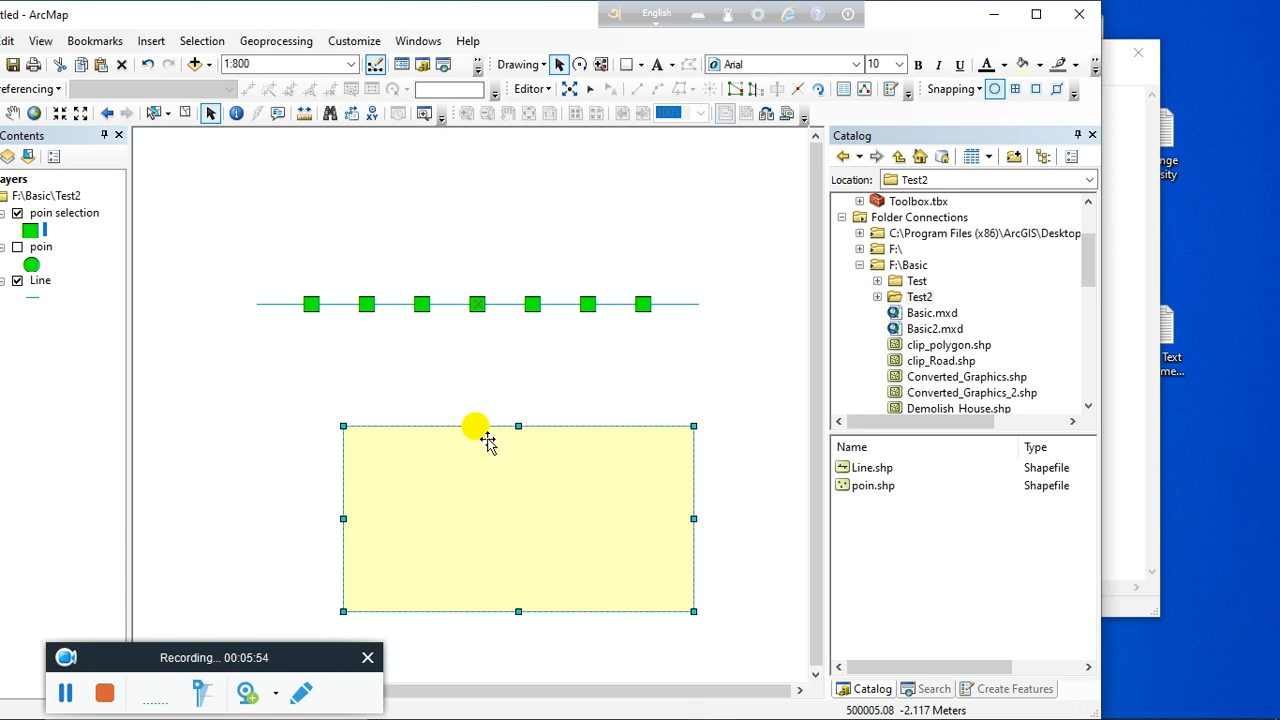 tled - ArcMap
English
dit View Bookmarks Insert Selection Geoprocessing Customize Windows Help
1:800 Drawing Arial 10 B I U A
eferencing Editor Snapping
Contents
ayers
F:\Basic\Test2
poin selection
poin
Line
Catalog
Location: Test2
Toolbox.tbx
Folder Connections
C:\Program Files (x86)\ArcGIS\Desktop
F:\
F:\Basic
Test
Test2
Basic.mxd
Basic2.mxd
clip_polygon.shp
clip_Road.shp
Converted_Graphics.shp
Converted_Graphics_2.shp
Demolish_House.shp
Name Type
Line.shp Shapefile
poin.shp Shapefile
Catalog Search Create Features
500005.08 -2.117 Meters
nge
sity
Text
me...
Recording... 00:05:54